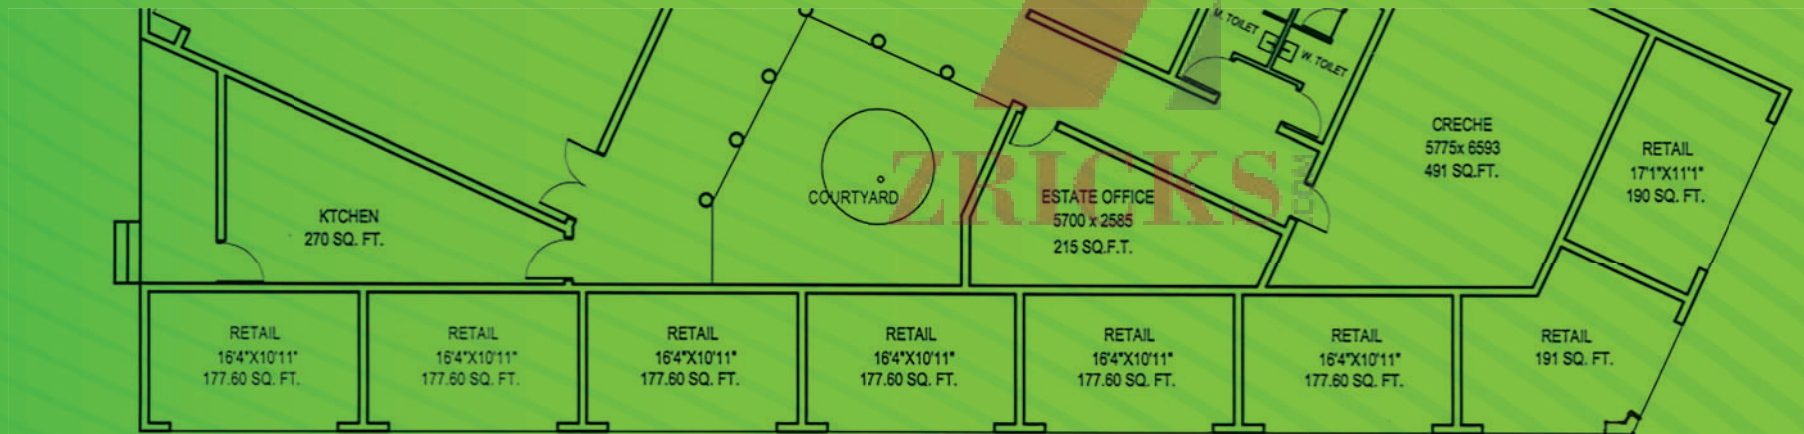 M. TOILET
W. TOILET
CRECHE
5775x 6593
491 SQ.FT.
RETAIL
17'1"X11'1"
190 SQ. FT.
COURTYARD
ZRICKS
ESTATE OFFICE
5700 x 2585
215 SQ.F.T.
KTCHEN
270 SQ. FT.
RETAIL
16'4"X10'11"
177.60 SQ. FT.
RETAIL
16'4"X10'11"
177.60 SQ. FT.
RETAIL
16'4"X10'11"
177.60 SQ. FT.
RETAIL
16'4"X10'11"
177.60 SQ. FT.
RETAIL
16'4"X10'11"
177.60 SQ. FT.
RETAIL
16'4"X10'11"
177.60 SQ. FT.
RETAIL
191 SQ. FT.